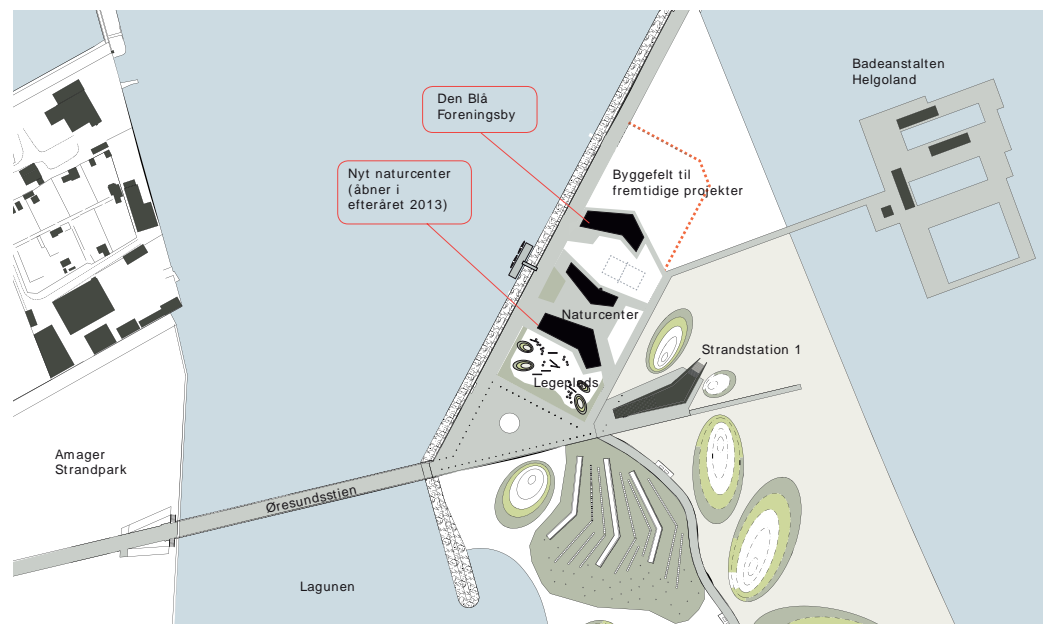 Badeanstalten
Helgoland
Den Blå
Foreningsby
Nyt naturcenter
(åbner i
efteråret 2013)
Byggefelt til
fremtidige projekter
Naturcenter
Strandstation 1
Legeplads
Amager
Strandpark
Øresundsstien
Lagunen